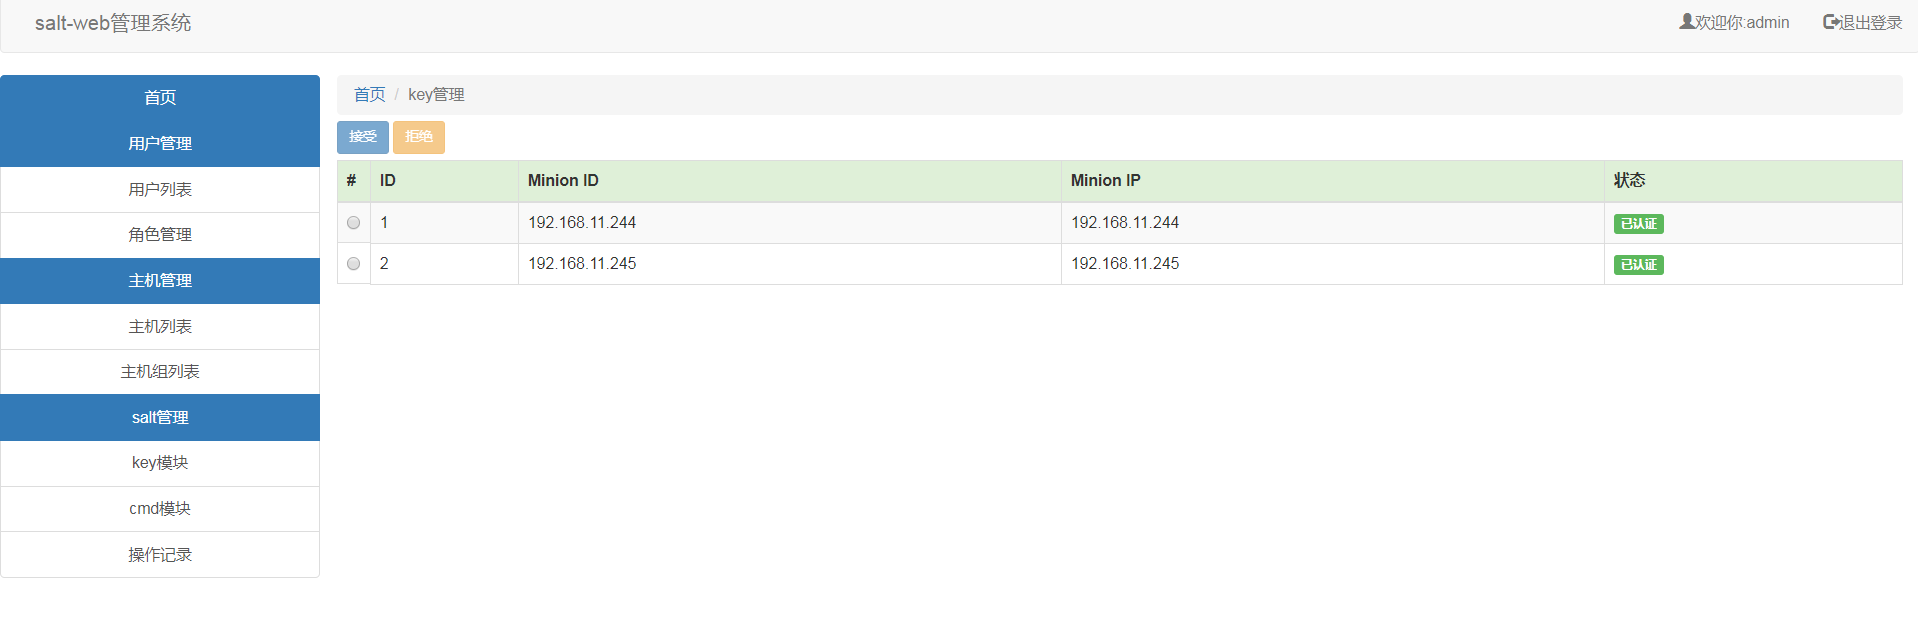 salt-web管理系统
欢迎你:admin 退出登录
首页
用户管理
用户列表
角色管理
主机管理
主机列表
主机组列表
salt管理
key模块
cmd模块
操作记录
首页 / key管理
接受 拒绝
# ID Minion ID Minion IP 状态
1 192.168.11.244 192.168.11.244 已认证
2 192.168.11.245 192.168.11.245 已认证